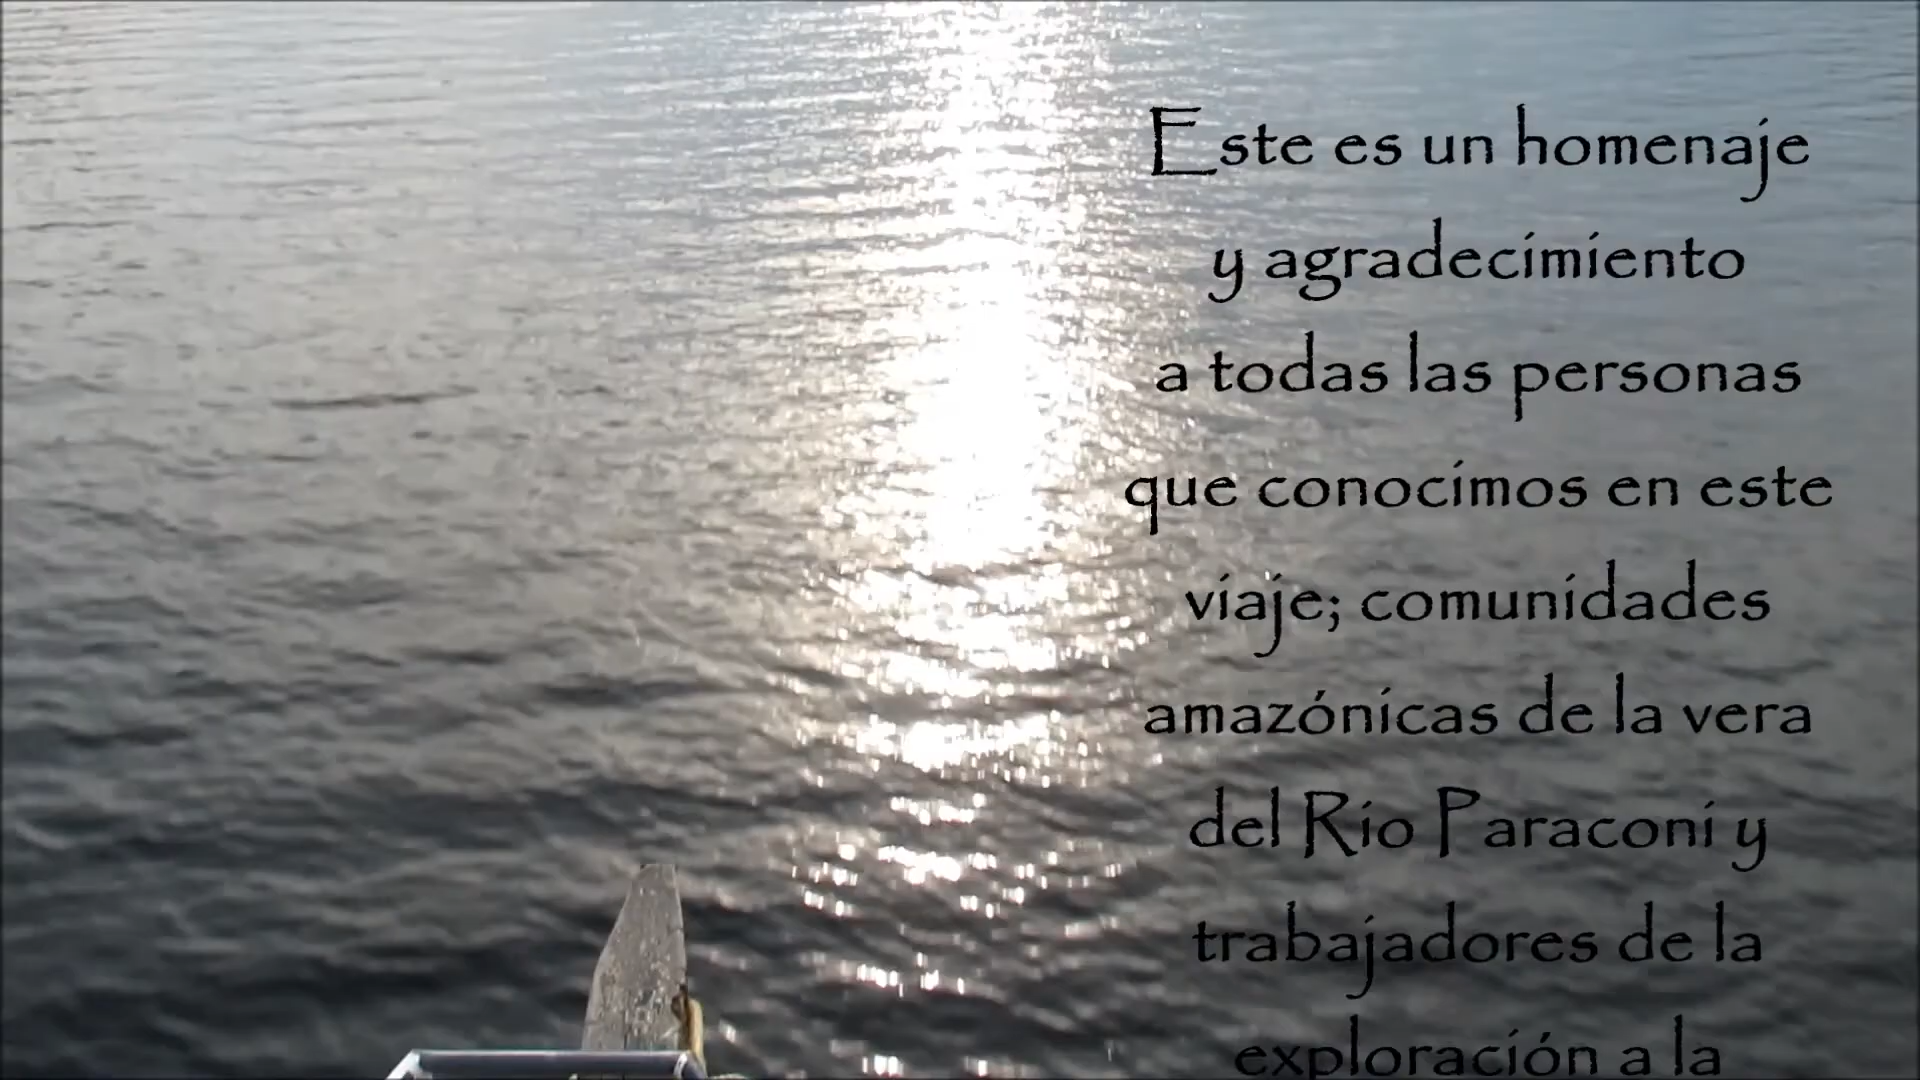 Este es un homenaje
y agradecimiento
a todas las personas
que conocimos en este
viaje; comunidades
amazónicas de la vera
del Río Paraconi y
trabajadores de la
exploración a la